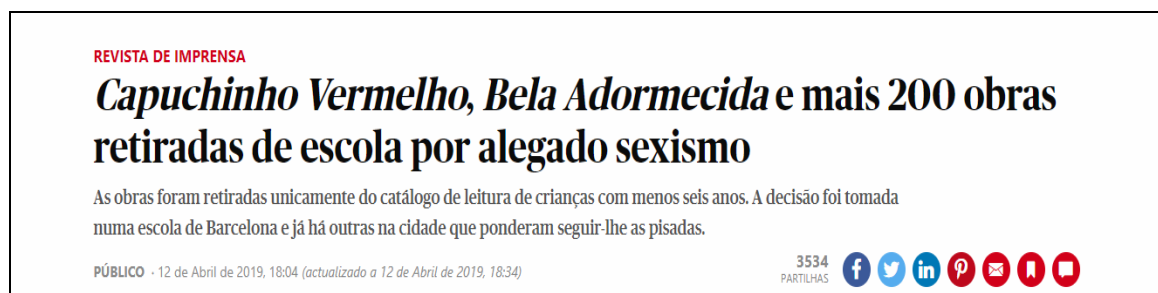 REVISTA DE IMPRENSA
Capuchinho Vermelho, Bela Adormecida e mais 200 obras
retiradas de escola por alegado sexismo
As obras foram retiradas unicamente do catálogo de leitura de crianças com menos seis anos. A decisão foi tomada
numa escola de Barcelona e já há outras na cidade que ponderam seguir-lhe as pisadas.
PÚBLICO · 12 de Abril de 2019, 18:04 (actualizado a 12 de Abril de 2019, 18:34)
3534
PARTILHAS